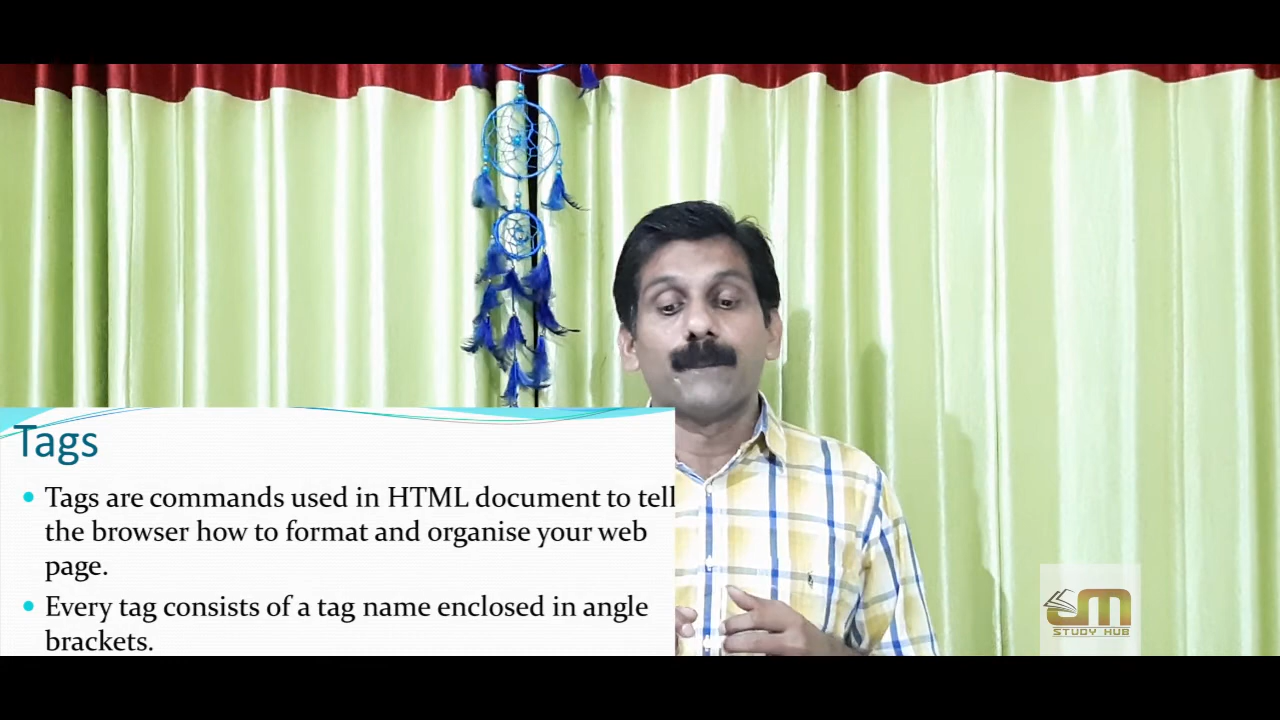 Tags
Tags are commands used in HTML document to tell
the browser how to format and organise your web
page.
Every tag consists of a tag name enclosed in angle
brackets.
JM
STUDY HUB